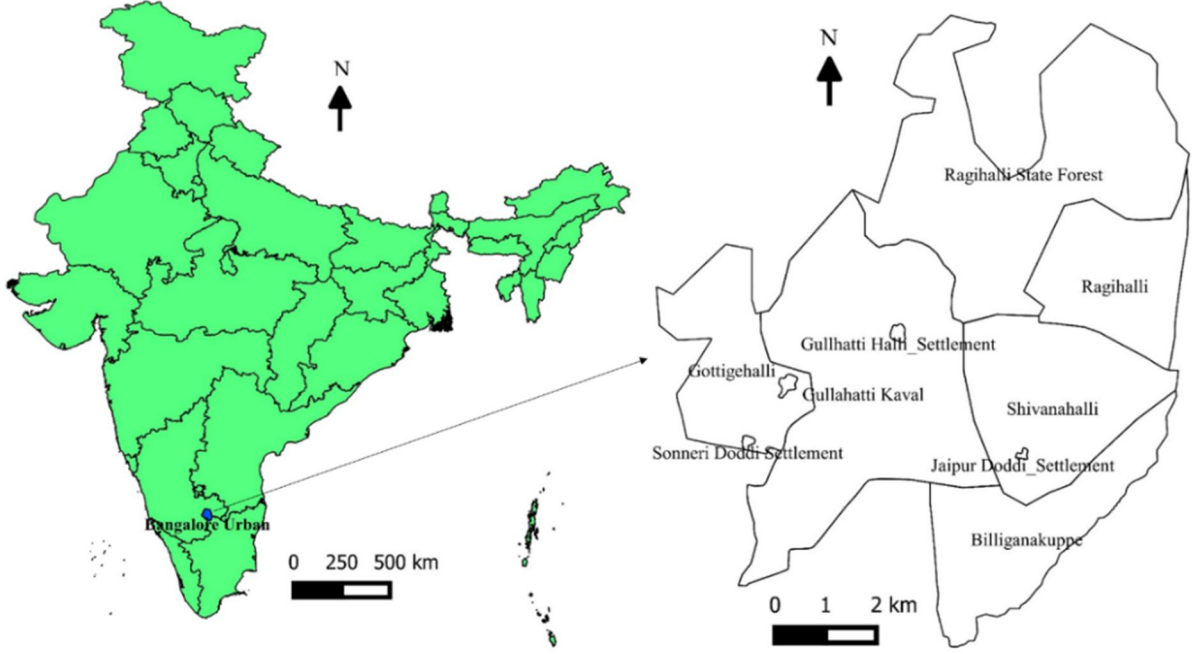 N
Bangalore Urban
0 250 500 km
N
Ragihalli State Forest
Ragihalli
Gullhatti Halli_Settlement
Gottigehalli
Gullahatti Kaval
Shivanahalli
Sonneri Doddi Settlement
Jaipur Doddi_Settlement
Billiganakuppe
0 1 2 km